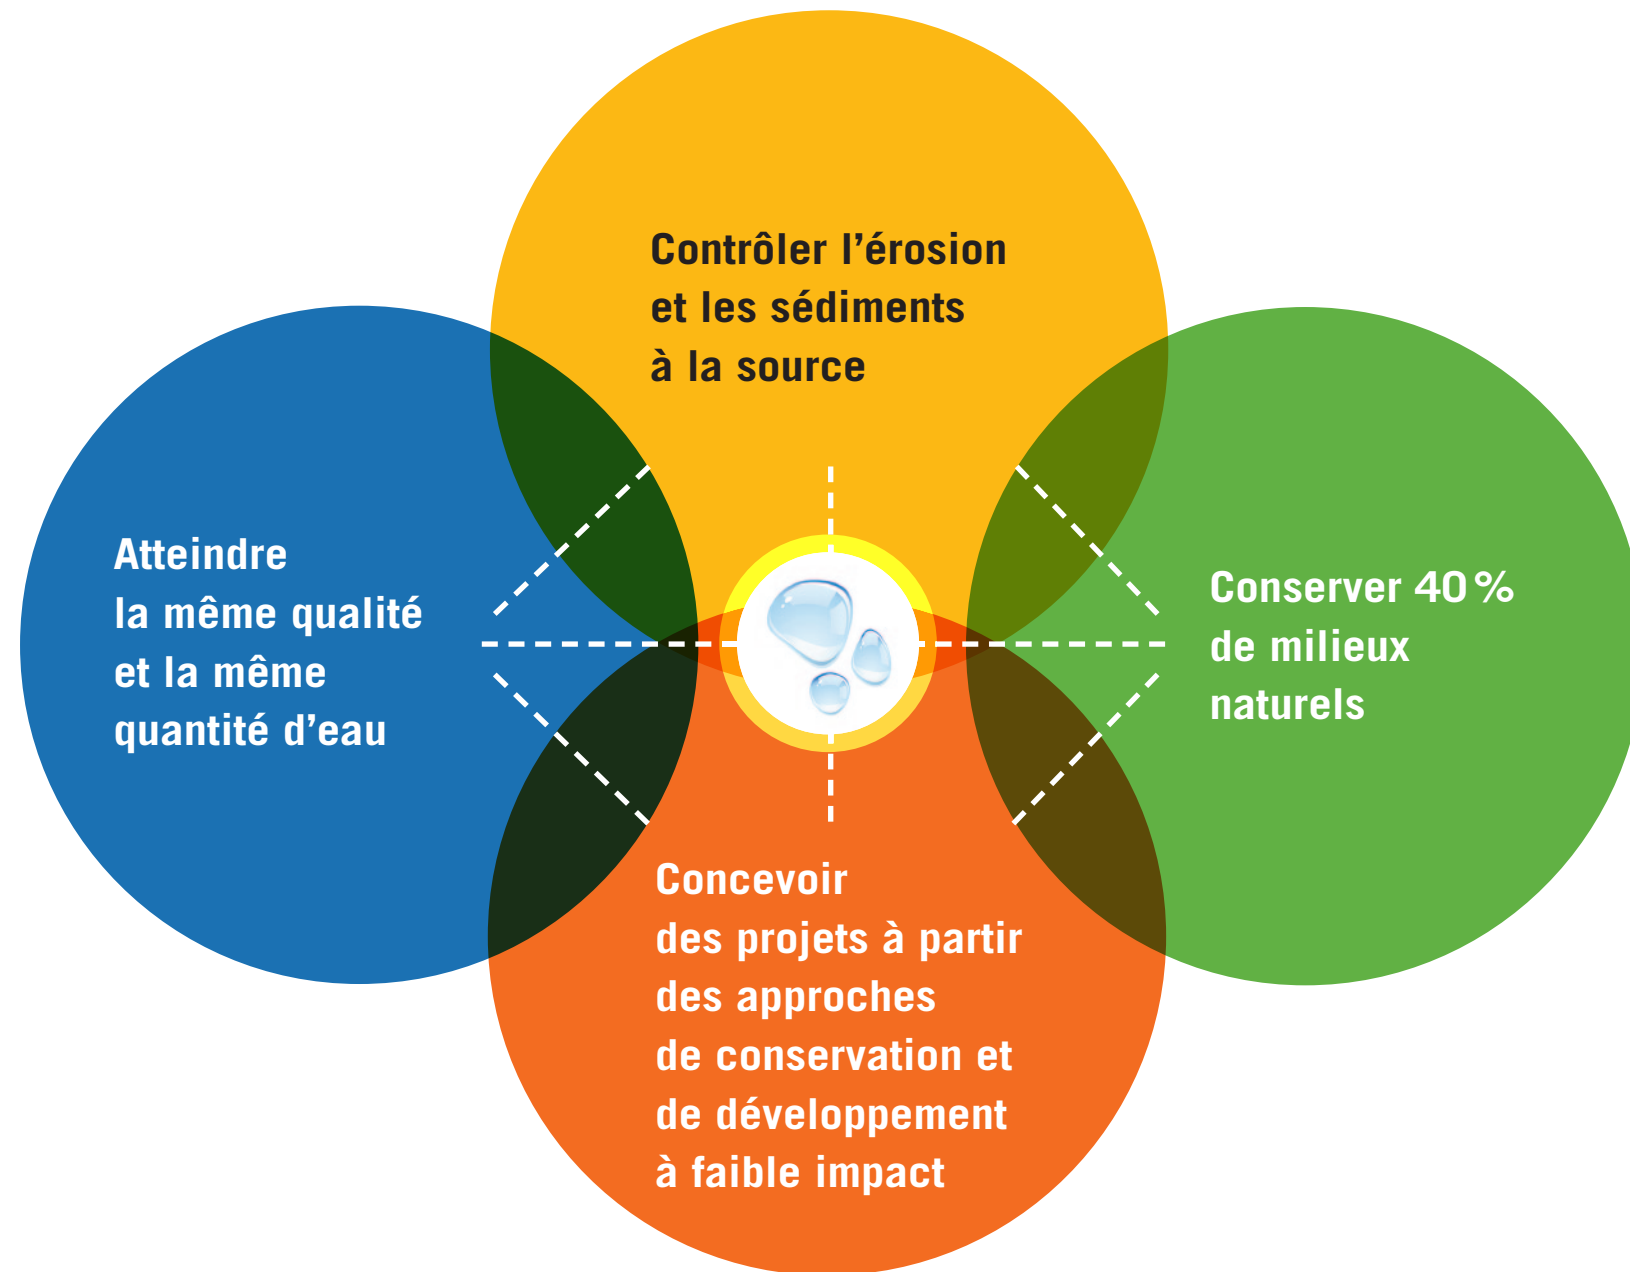 Contrôler l’érosion
et les sédiments
à la source
Atteindre
la même qualité
et la même
quantité d’eau
Conserver 40 %
de milieux
naturels
Concevoir
des projets à partir
des approches
de conservation et
de développement
à faible impact